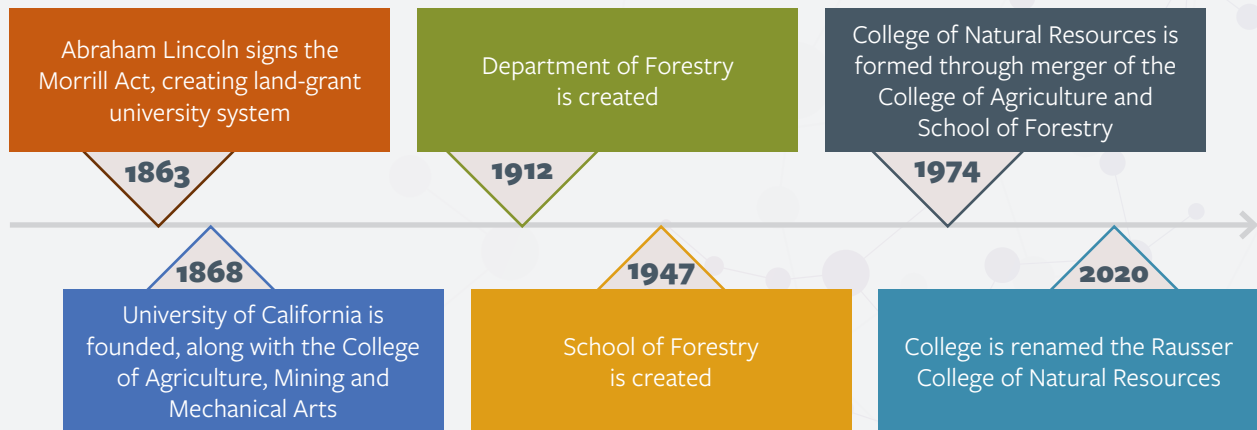 Abraham Lincoln signs the
Morrill Act, creating land-grant
university system
1863
Department of Forestry
is created
1912
College of Natural Resources is
formed through merger of the
College of Agriculture and
School of Forestry
1974
1868
University of California is
founded, along with the College
of Agriculture, Mining and
Mechanical Arts
1947
School of Forestry
is created
2020
College is renamed the Rausser
College of Natural Resources